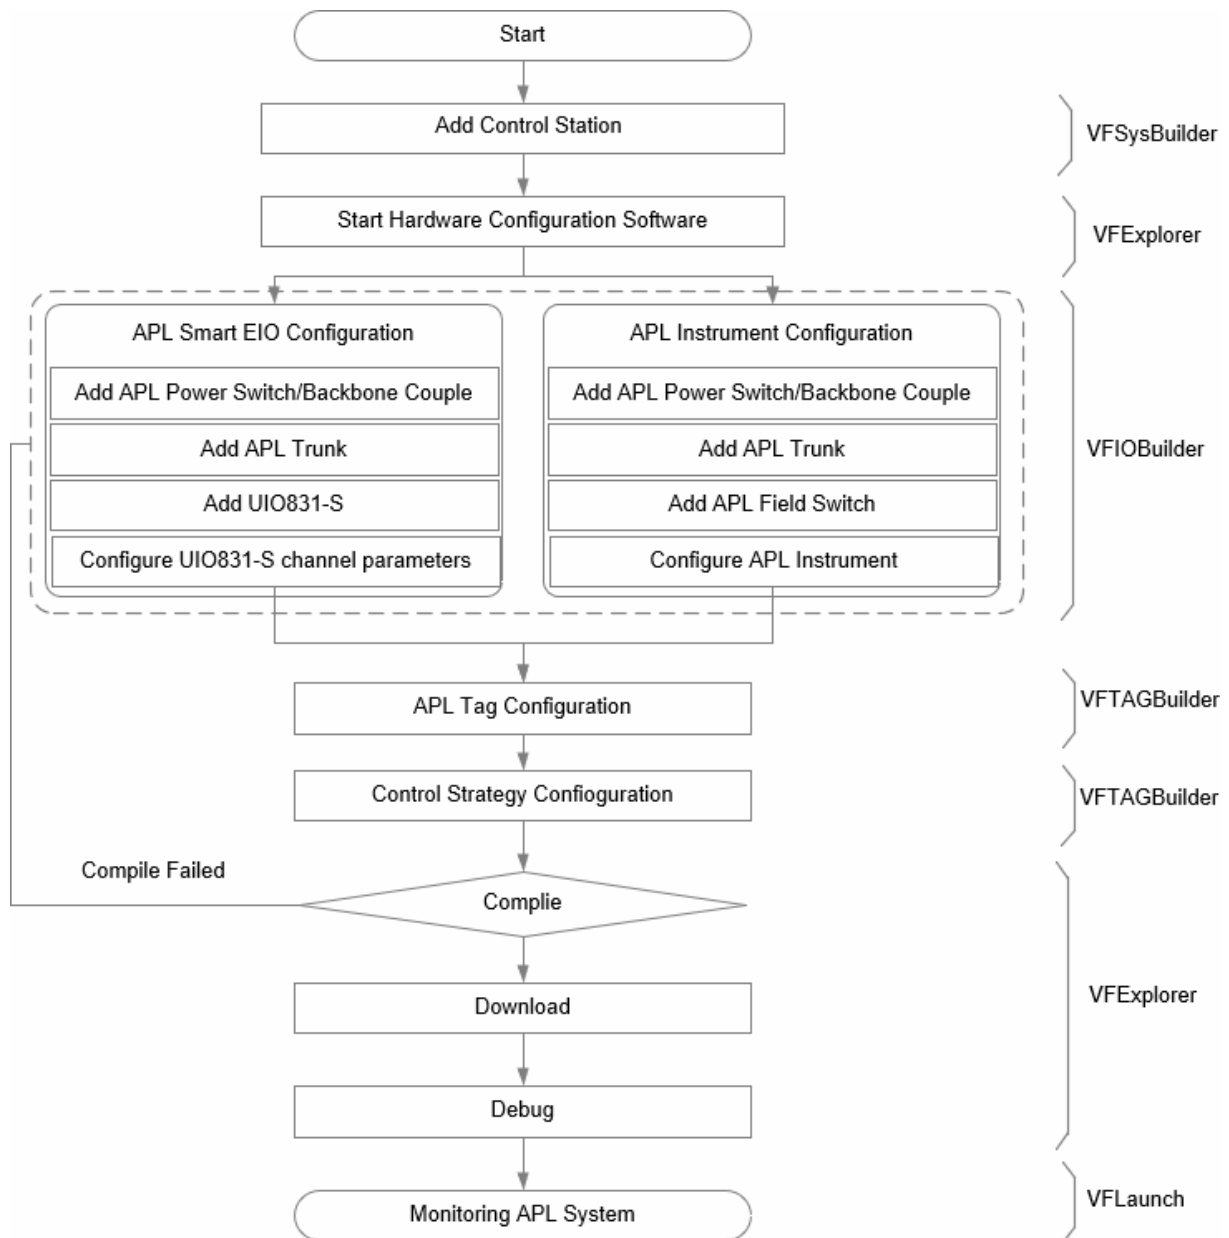 Start
Add Control Station
VFSysBuilder
Start Hardware Configuration Software
VFExplorer
APL Smart EIO Configuration
Add APL Power Switch/Backbone Couple
Add APL Trunk
Add UIO831-S
Configure UIO831-S channel parameters
APL Instrument Configuration
Add APL Power Switch/Backbone Couple
Add APL Trunk
Add APL Field Switch
Configure APL Instrument
VFIOBuilder
APL Tag Configuration
VFTAGBuilder
Control Strategy Confioguration
VFTAGBuilder
Compile Failed
Complie
Download
VFExplorer
Debug
Monitoring APL System
VFLaunch